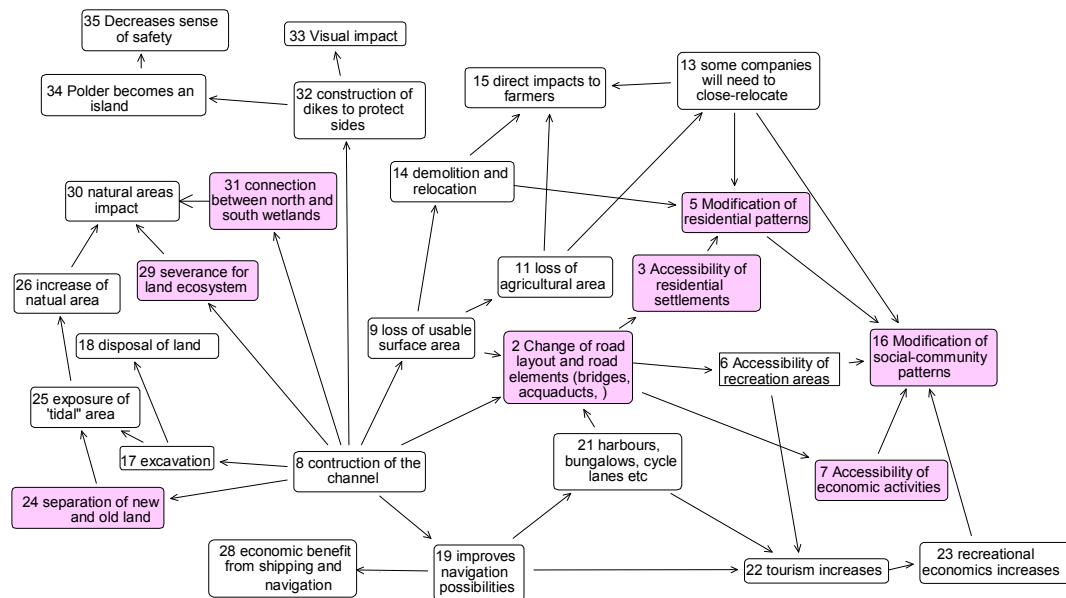 35 Decreases sense
of safety
33 Visual impact
34 Polder becomes an
island
32 construction of
dikes to protect
sides
15 direct impacts to
farmers
13 some companies
will need to
close-relocate
30 natural areas
impact
31 connection
between north and
south wetlands
14 demolition and
relocation
5 Modification of
residential patterns
26 increase of
natual area
29 severance for
land ecosystem
11 loss of
agricultural area
3 Accessibility of
residential
settlements
18 disposal of land
9 loss of usable
surface area
2 Change of road
layout and road
elements (bridges,
acquaducts, )
6 Accessibility of
recreation areas
16 Modification of
social-community
patterns
25 exposure of
'tidal" area
17 excavation
8 contruction of the
channel
21 harbours,
bungalows, cycle
lanes etc
7 Accessibility of
economic activities
24 separation of new
and old land
28 economic benefit
from shipping and
navigation
19 improves
navigation
possibilities
22 tourism increases
23 recreational
economics increases